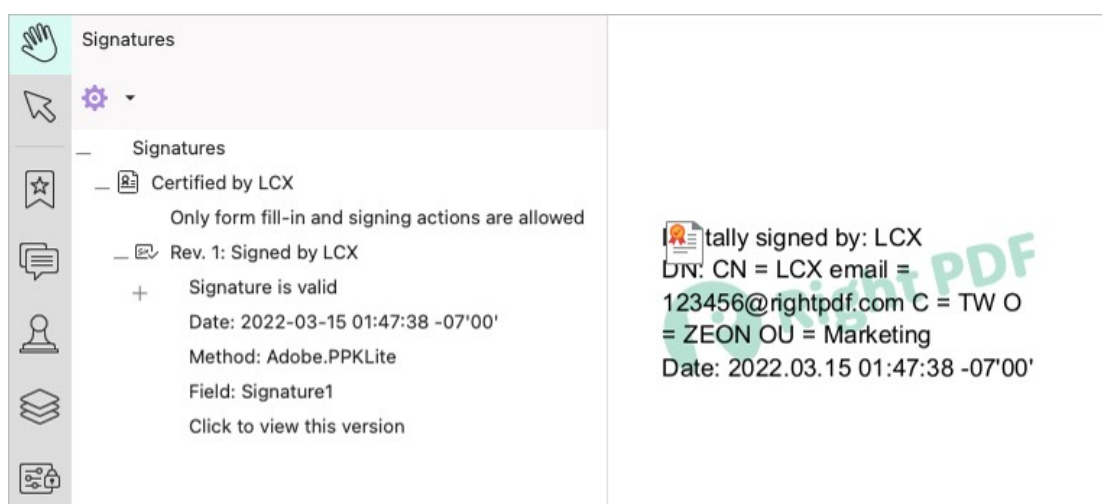 Signatures
Signatures
Certified by LCX
Only form fill-in and signing actions are allowed
Rev. 1: Signed by LCX
Signature is valid
Date: 2022-03-15 01:47:38 -07'00'
Method: Adobe.PPKLite
Field: Signature1
Click to view this version
tally signed by: LCX
DN: CN = LCX email =
123456@rightpdf.com C = TW O
= ZEON OU = Marketing
Date: 2022.03.15 01:47:38 -07'00'
Right PDF